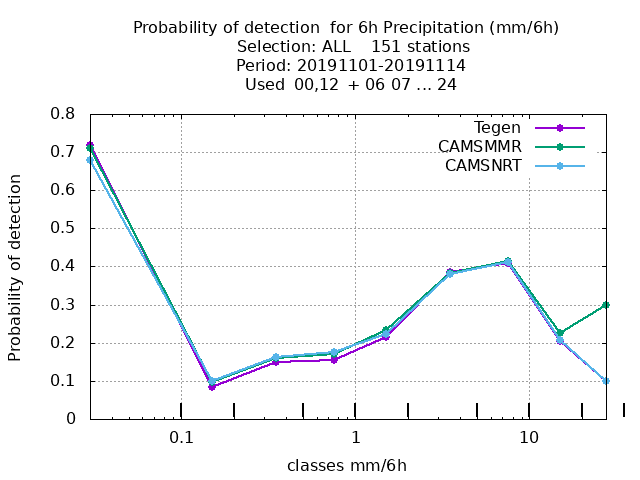 Probability of detection  for 6h Precipitation (mm/6h)
Selection: ALL    151 stations
Period: 20191101-20191114
Used  00,12  + 06 07 ... 24
Tegen
CAMSMMR
CAMSNRT
0.8
0.7
0.6
0.5
0.4
0.3
0.2
0.1
0
Probability of detection
0.1 1 10
classes mm/6h